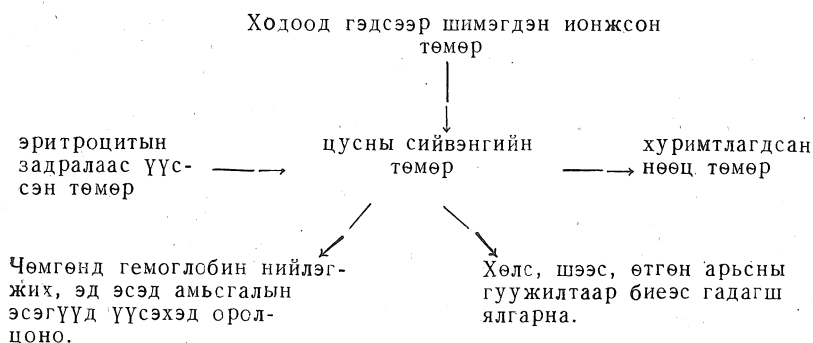 Ходоод гэдсээр шимэгдэн ионжсон
төмөр
эритроцитын
задралаас үүс-
сэн төмөр
цусны сийвэнгийн
төмөр
хуримтлагдсан
нөөц төмөр
Чөмгөнд гемоглобин нийлэг-
жих, эд эсэд амьсгалын
эсэгүүд үүсэхэд орол-
цоно.
Хөлс, шээс, өтгөн арьсны
гуужилтаар биеэс гадагш
ялгарна.